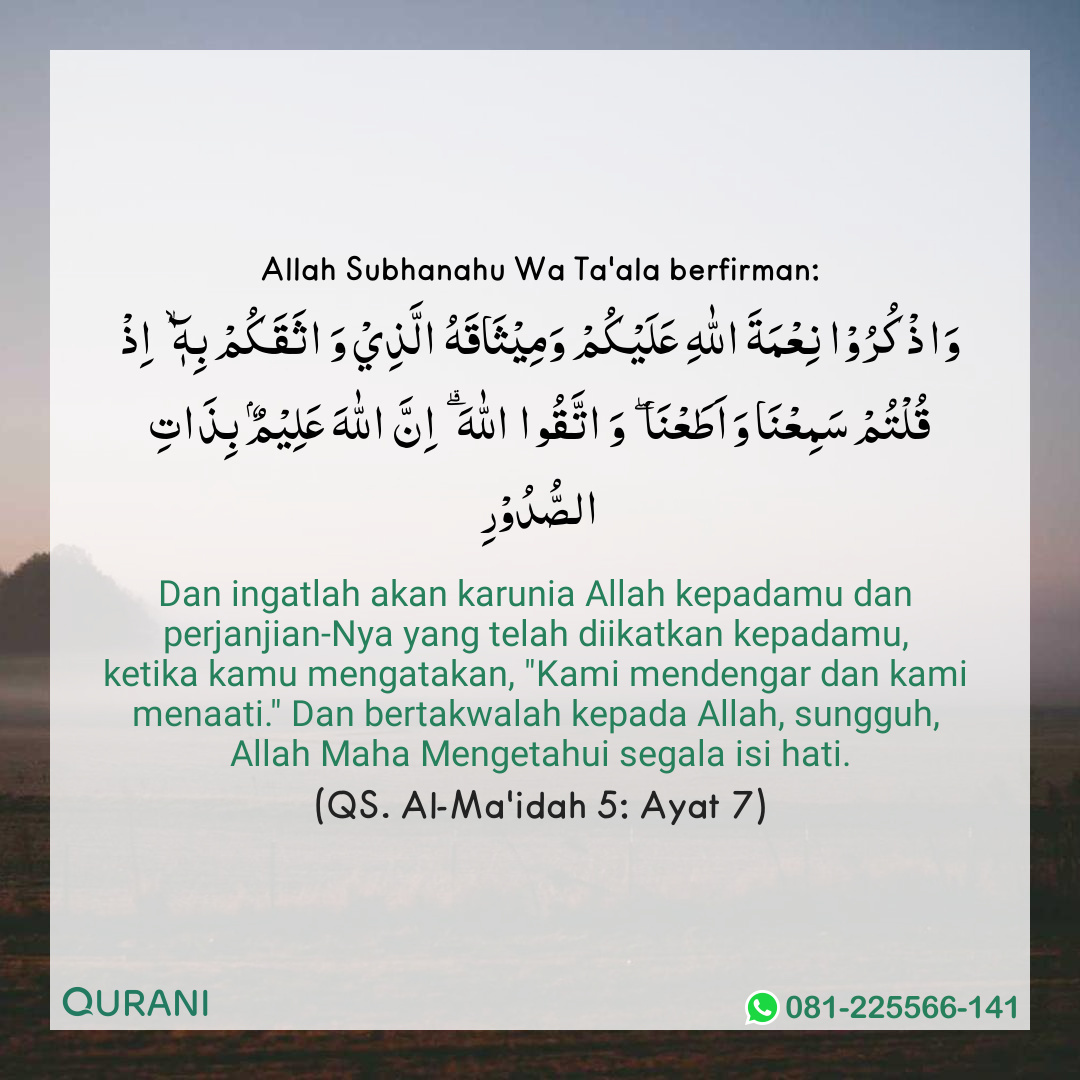 Allah Subhanahu Wa Ta'ala berfirman:
وَاذْكُرُوْا نِعْمَةَ اللّٰهِ عَلَيْكُمْ وَمِيْثَاقَهُ الَّذِيْ وَاثَقَكُمْ بِهٖٓ ۙ اِذْ
قُلْتُمْ سَمِعْنَا وَاَطَعْنَا ۖ وَاتَّقُوا اللّٰهَ ۗ اِنَّ اللّٰهَ عَلِيْمٌۢ بِذَاتِ
الصُّدُوْرِ
Dan ingatlah akan karunia Allah kepadamu dan
perjanjian-Nya yang telah diikatkan kepadamu,
ketika kamu mengatakan, "Kami mendengar dan kami
menaati." Dan bertakwalah kepada Allah, sungguh,
Allah Maha Mengetahui segala isi hati.
(QS. Al-Ma'idah 5: Ayat 7)
QURANI
081-225566-141